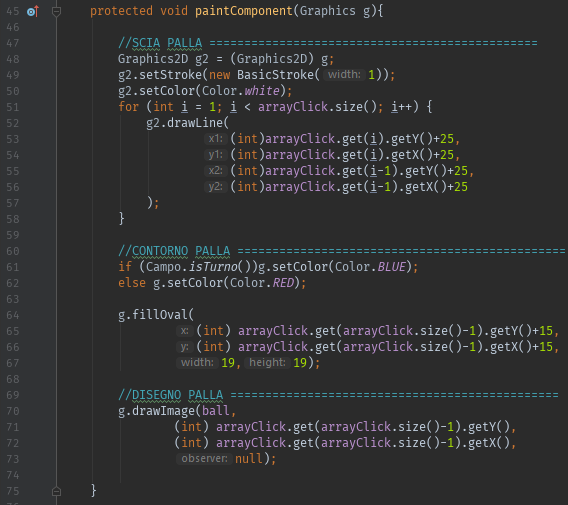 45 protected void paintComponent(Graphics g){
46
47 //SCIA PALLA ===============================================
48 Graphics2D g2 = (Graphics2D) g;
49 g2.setStroke(new BasicStroke( width: 1));
50 g2.setColor(Color.white);
51 for (int i = 1; i < arrayClick.size(); i++) {
52 g2.drawLine(
53 x1: (int)arrayClick.get(i).getY()+25,
54 y1: (int)arrayClick.get(i).getX()+25,
55 x2: (int)arrayClick.get(i-1).getY()+25,
56 y2: (int)arrayClick.get(i-1).getX()+25
57 );
58 }
59
60 //CONTORNO PALLA ===============================================
61 if (Campo.isTurno())g.setColor(Color.BLUE);
62 else g.setColor(Color.RED);
63
64 g.fillOval(
65 x: (int) arrayClick.get(arrayClick.size()-1).getY()+15,
66 y: (int) arrayClick.get(arrayClick.size()-1).getX()+15,
67 width: 19, height: 19);
68
69 //DISEGNO PALLA ===============================================
70 g.drawImage(ball,
71 (int) arrayClick.get(arrayClick.size()-1).getY(),
72 (int) arrayClick.get(arrayClick.size()-1).getX(),
73 observer: null);
74
75 }